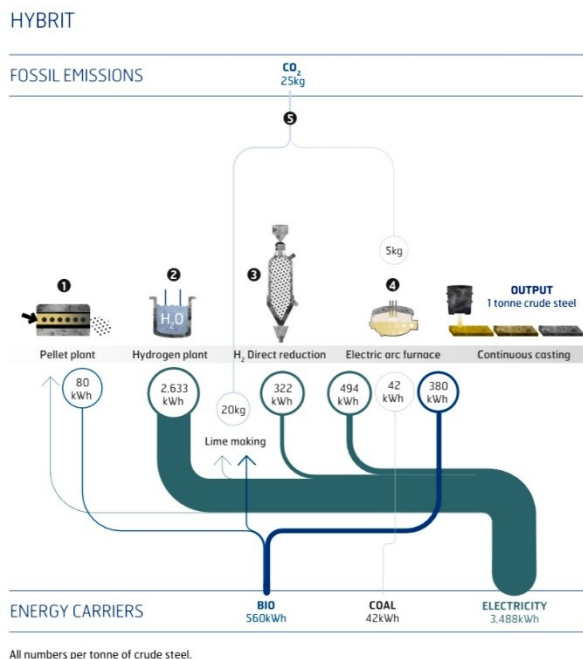 HYBRIT
FOSSIL EMISSIONS
CO2
25kg
5
5kg
1
2
3
4
H2O
OUTPUT
1 tonne crude steel
Pellet plant
Hydrogen plant
H2 Direct reduction
Electric arc furnace
Continuous casting
80
kWh
2.633
kWh
20kg
322
kWh
494
kWh
42
kWh
380
kWh
Lime making
ENERGY CARRIERS
BIO
560kWh
COAL
42kWh
ELECTRICITY
3,488kWh
All numbers per tonne of crude steel.